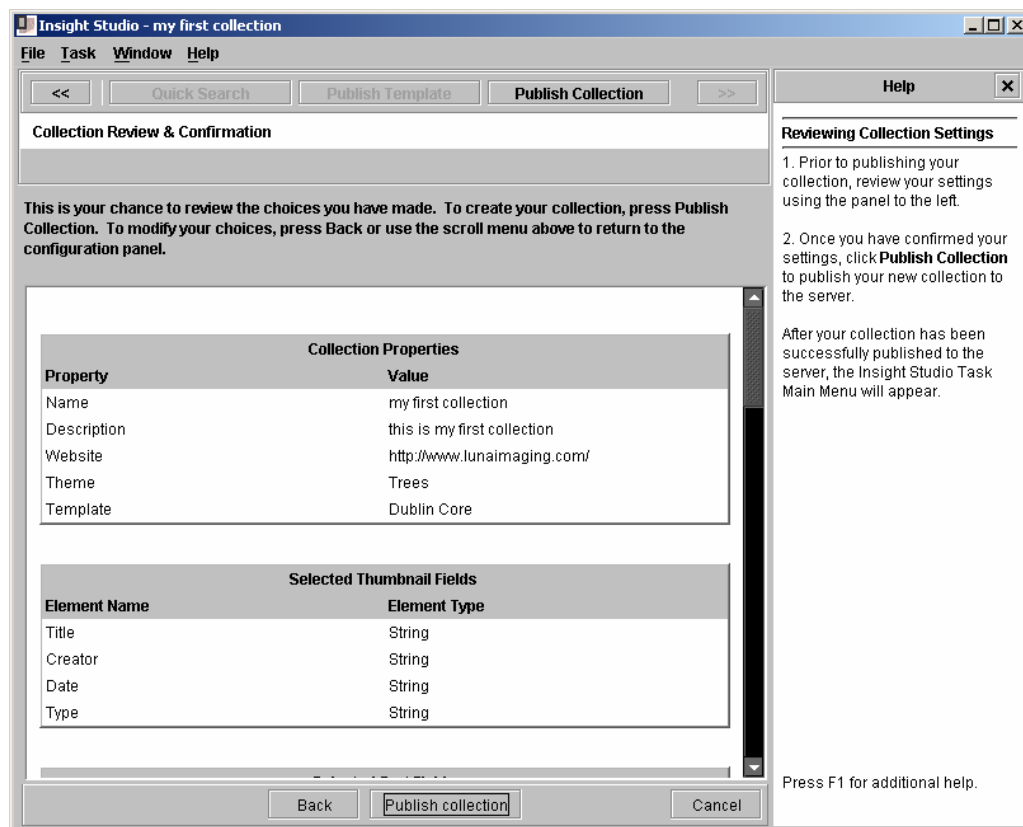 Insight Studio - my first collection
File Task Window Help
<< Quick Search Publish Template Publish Collection >>
Collection Review & Confirmation
This is your chance to review the choices you have made. To create your collection, press Publish
Collection. To modify your choices, press Back or use the scroll menu above to return to the
configuration panel.
Collection Properties
Property Value
Name my first collection
Description this is my first collection
Website http://www.lunaimaging.com/
Theme Trees
Template Dublin Core
Selected Thumbnail Fields
Element Name Element Type
Title String
Creator String
Date String
Type String
Back Publish collection Cancel
Help
Reviewing Collection Settings
1. Prior to publishing your
collection, review your settings
using the panel to the left.
2. Once you have confirmed your
settings, click Publish Collection
to publish your new collection to
the server.
After your collection has been
successfully published to the
server, the Insight Studio Task
Main Menu will appear.
Press F1 for additional help.